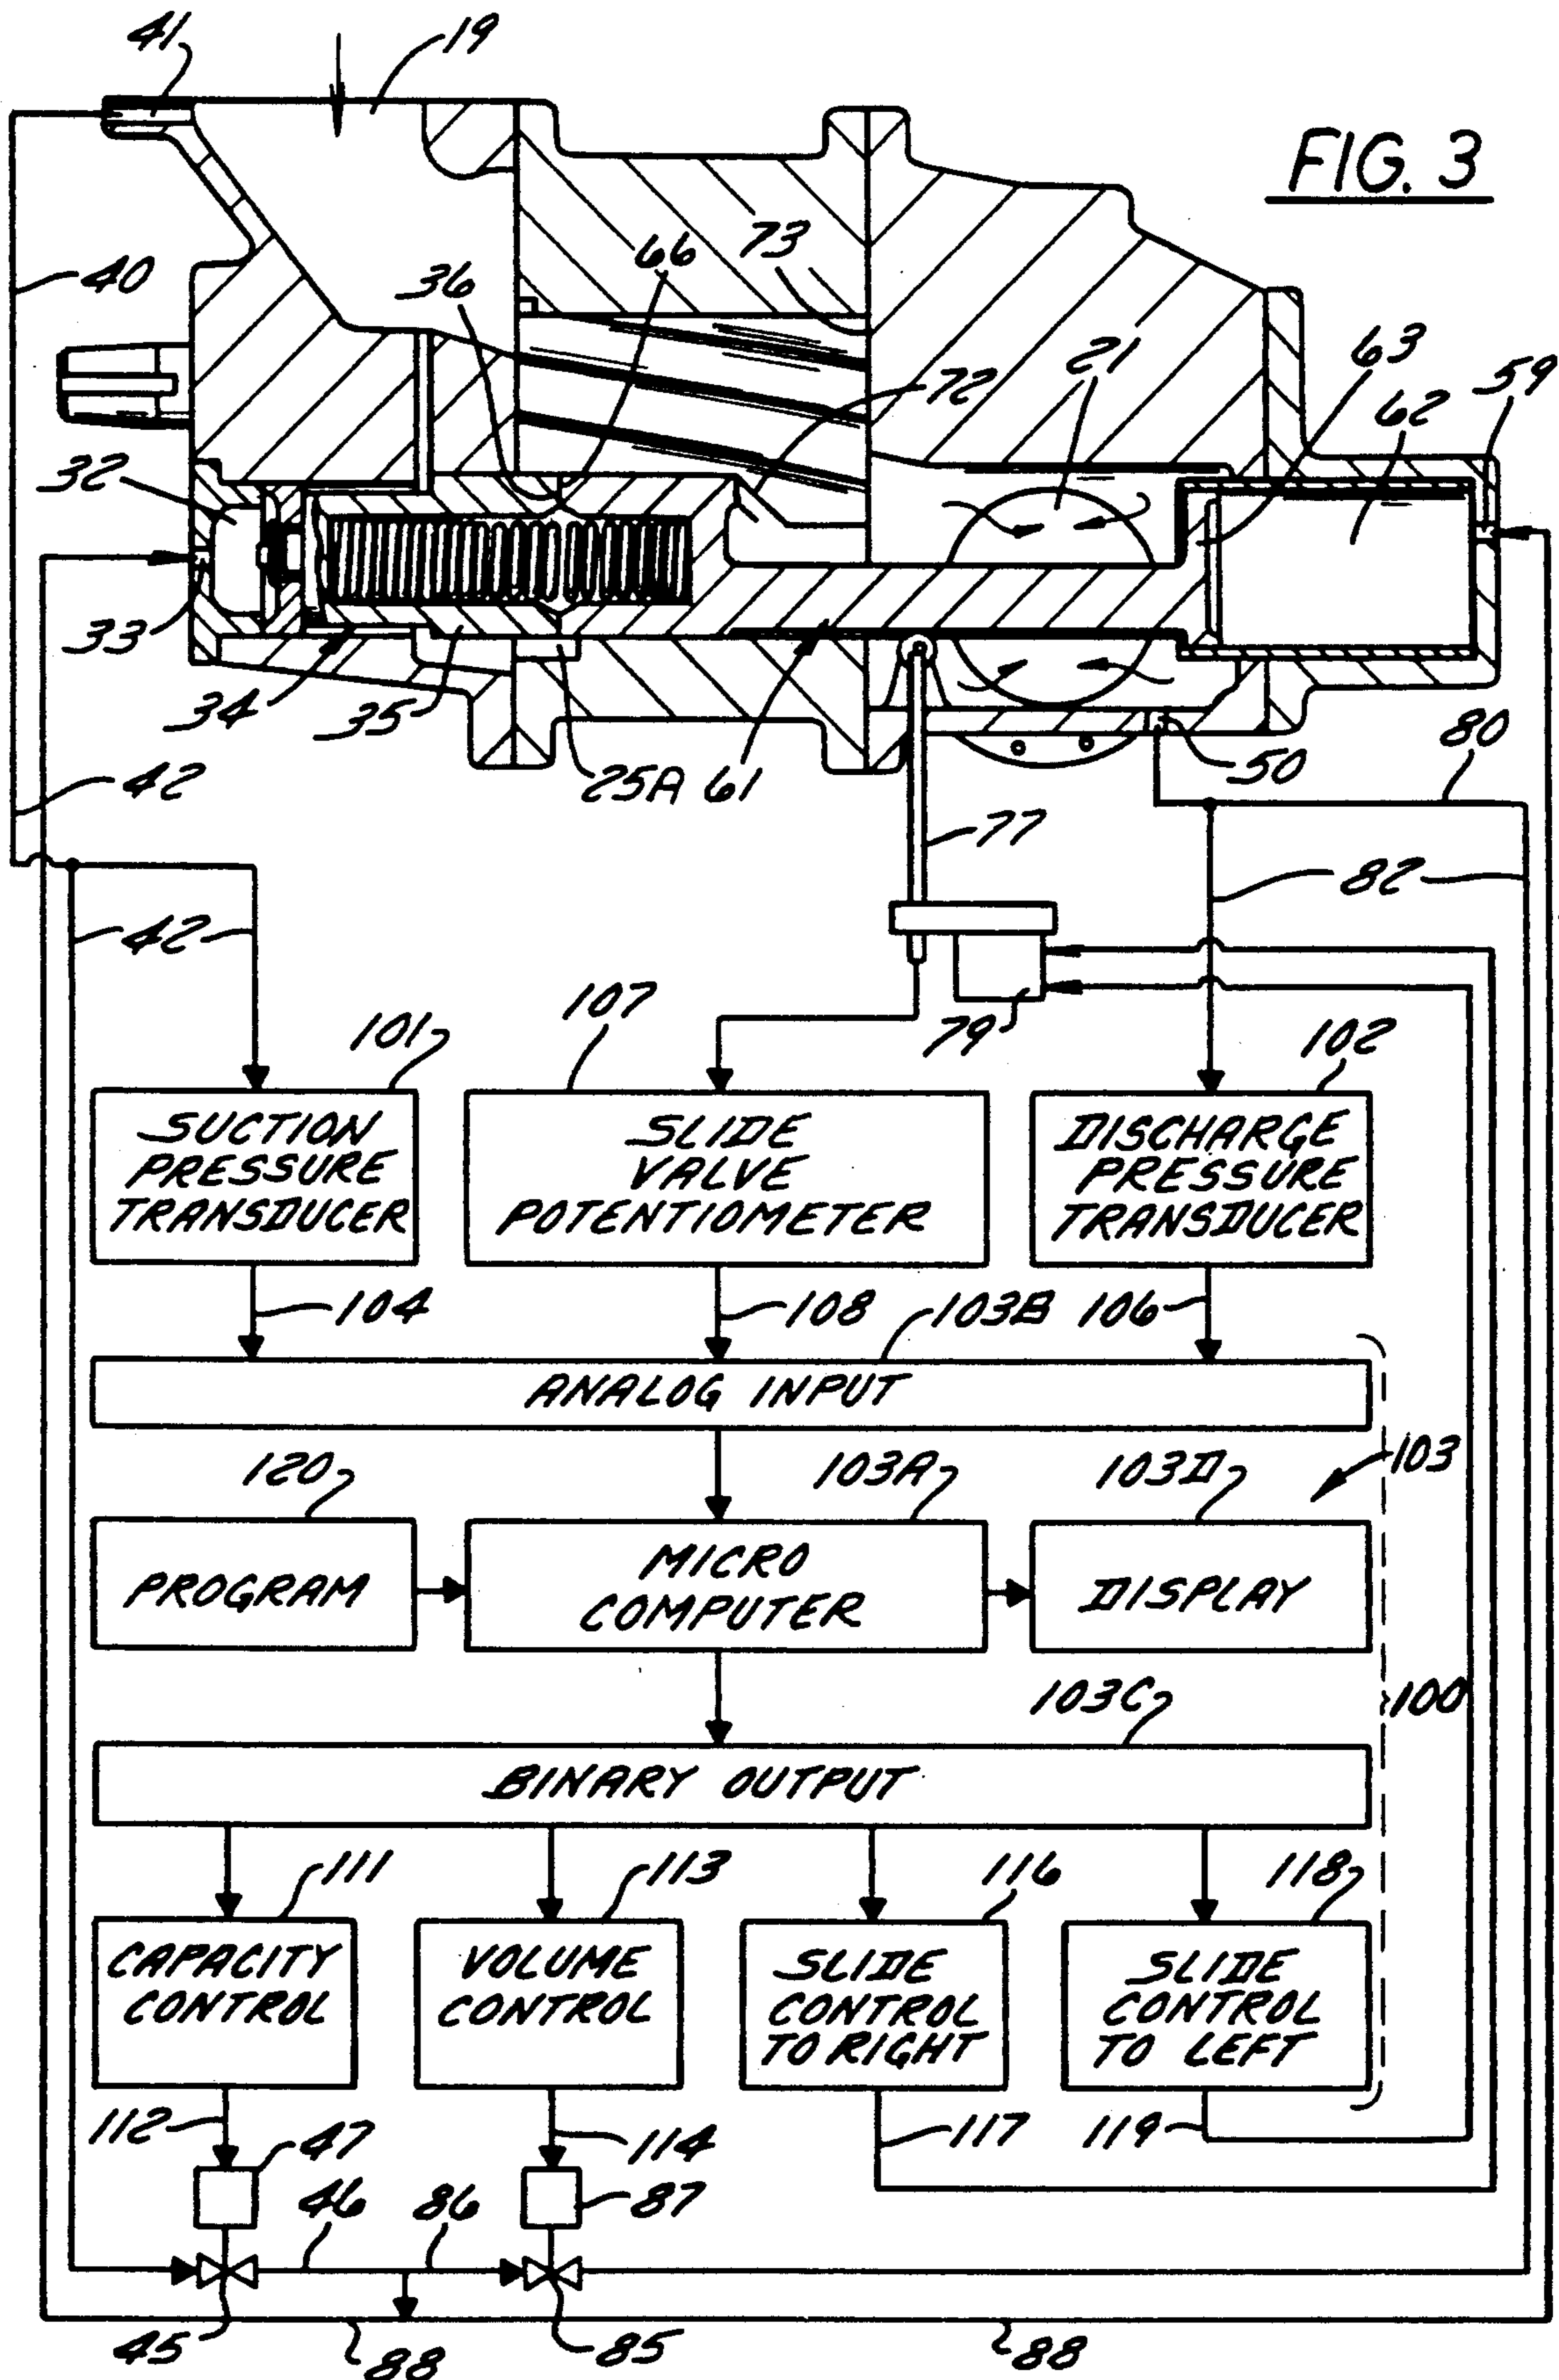 41
19
FIG. 3
66
73
40
36
21
63
59
72
62
32
33
34
35
25A
61
50
80
42
77
82
42
107
79
101
102
SUCTION
PRESSURE
TRANSDUCER
SLIDE
VALVE
POTENTIOMETER
DISCHARGE
PRESSURE
TRANSDUCER
104
108
103B
106
ANALOG INPUT
103
120
103A
103D
PROGRAM
MICRO
COMPUTER
DISPLAY
103C
100
BINARY OUTPUT
111
113
116
118
CAPACITY
CONTROL
VOLUME
CONTROL
SLIDE
CONTROL
TO RIGHT
SLIDE
CONTROL
TO LEFT
112
47
114
117
119
46
86
87
45
88
85
88